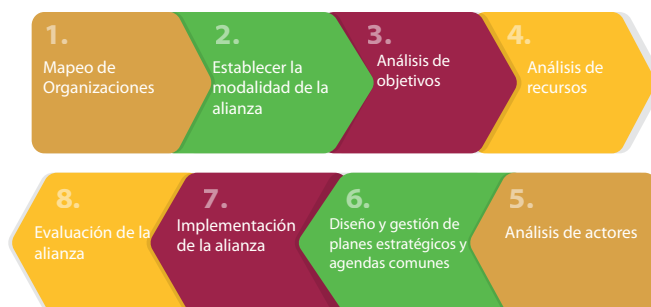 1.
Mapeo de
Organizaciones
2.
Establecer la
modalidad de la
alianza
3.
Análisis de
objetivos
4.
Análisis de
recursos
5.
Análisis de actores
6.
Diseño y gestión de
planes estratégicos y
agendas comunes
7.
Implementación
de la alianza
8.
Evaluación de la
alianza